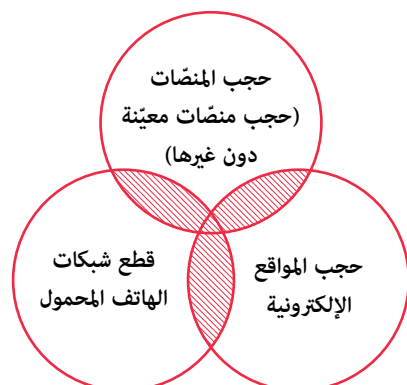 حجب المنصّات
(حجب منصّات معيّنة
دون غيرها)
حجب المواقع
الإلكترونية
قطع شبكات
الهاتف المحمول